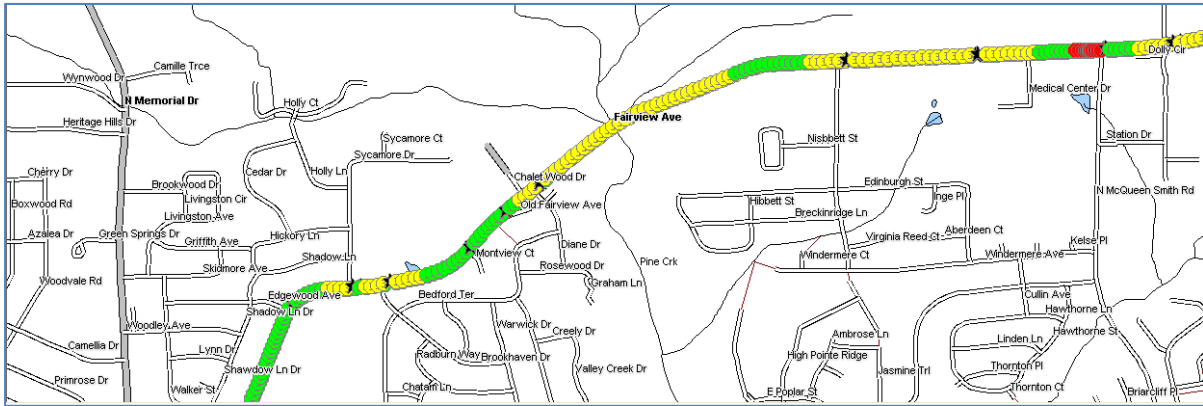 Dolly Cir
Camille Trce
Wynwood Dr
Medical Center Dr
N Memorial Dr
Holly Ct
Heritage Hills Dr
Fairview Ave
Sycamore Ct
Nisbbett St
Station Dr
Sycamore Dr
Cherry Dr
Cedar Dr
Holly Ln
Chalet Wood Dr
Brookwood Dr
Edinburgh St
N McQueen Smith Rd
Livingston Cir
Inge Pl
Boxwood Rd
Hibbett St
Old Fairview Ave
Livingston Ave
Breckinridge Ln
Azalea Dr
Green Springs Dr
Hickory Ln
Aberdeen Ct
Griffith Ave
Virginia Reed Ct
Kelse Pl
Diane Dr
Montview Ct
Windermere Ct
Windermere Ave
Shadow Ln
Pine Crk
Skidmore Ave
Rosewood Dr
Woodvale Rd
Graham Ln
Edgewood Ave
Bedford Ter
Cullin Ave
Shadow Ln Dr
Hawthorne Ln
Woodley Ave
Warwick Dr
Creely Dr
Hawthorne St
Ambrose Ln
Linden Ln
Camellia Dr
Lynn Dr
Radburn Way
Brookhaven Dr
High Pointe Ridge
Thornton Pl
Shawdow Ln Dr
Valley Creek Dr
Jasmine Trl
Primrose Dr
Walker St
Chatam Ln
E Poplar St
Thornton Ct
Briarcliff P